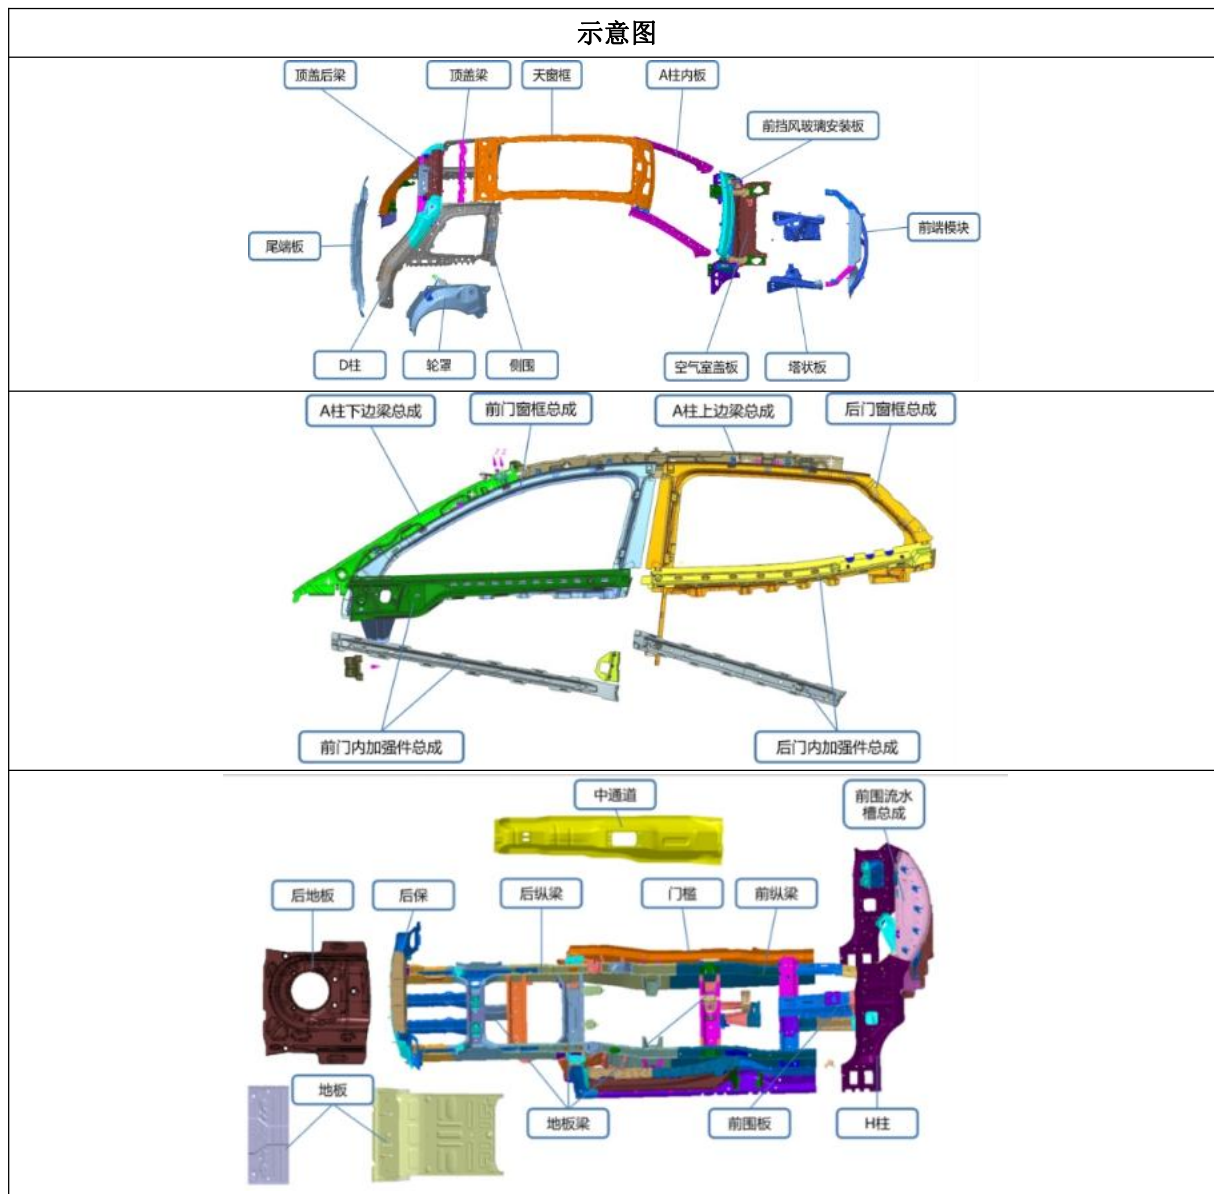 示意图
顶盖后梁
顶盖梁
天窗框
A柱内板
前挡风玻璃安装板
尾端板
前端模块
D柱
轮罩
侧围
空气室盖板
塔状板
A柱下边梁总成
前门窗框总成
A柱上边梁总成
后门窗框总成
前门内加强件总成
后门内加强件总成
中通道
前围流水
槽总成
后地板
后保
后纵梁
门槛
前纵梁
地板
地板梁
前围板
H柱